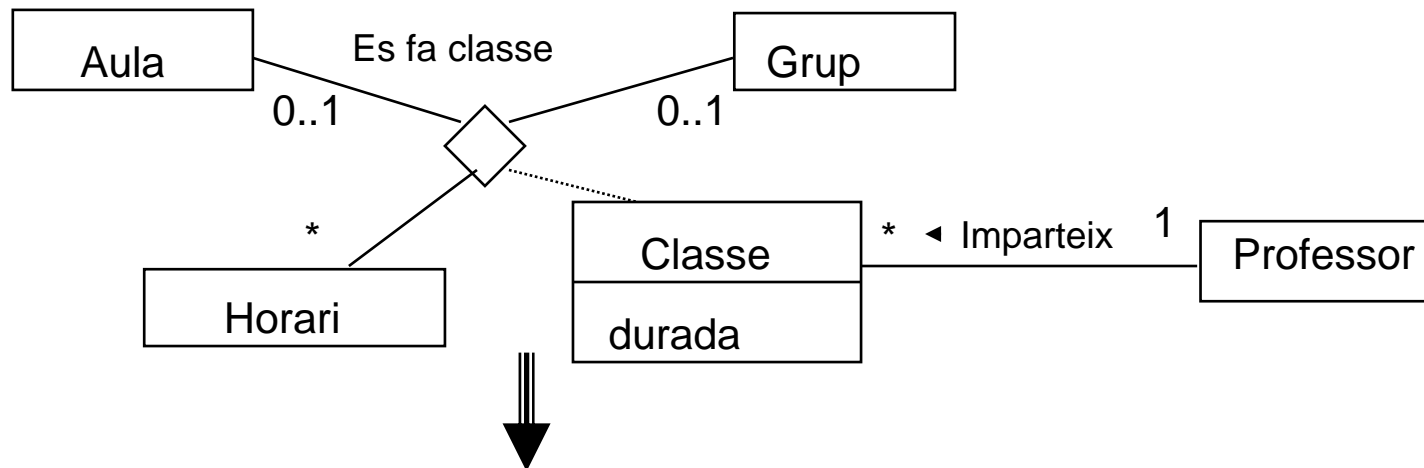 Aula
Es fa classe
Grup
0..1
0..1
*
Horari
Classe
durada
* ◄ Imparteix 1
Professor